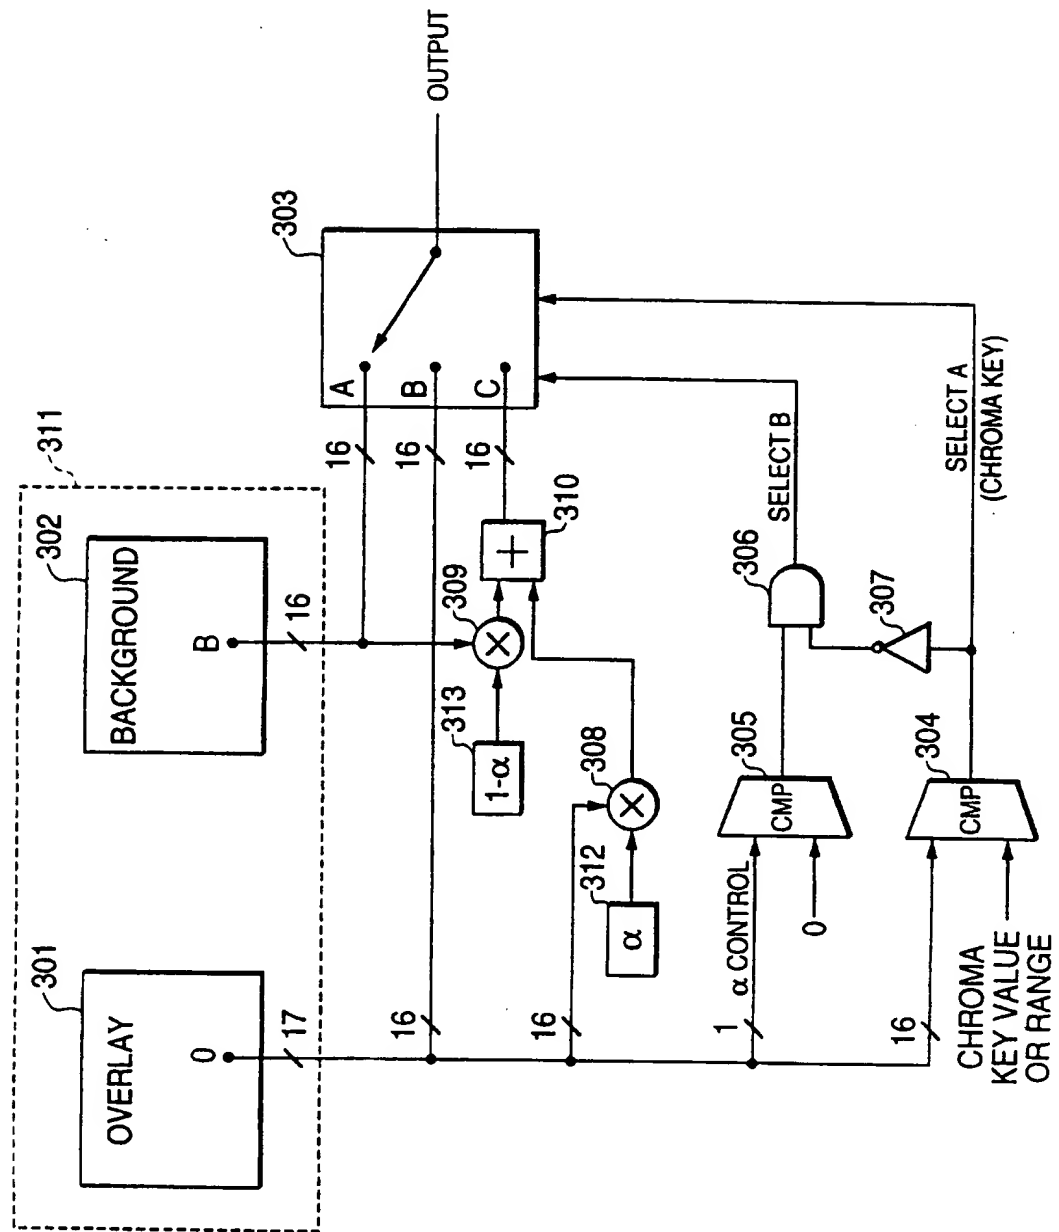 311
301
OVERLAY
0
17
302
BACKGROUND
B
16
303
A
B
C
OUTPUT
16
16
16
16
16
1
16
313
1-α
309
×
310
+
312
α
308
×
α CONTROL
0
305
CMP
306
SELECT B
307
304
CMP
CHROMA
KEY VALUE
OR RANGE
SELECT A
(CHROMA KEY)